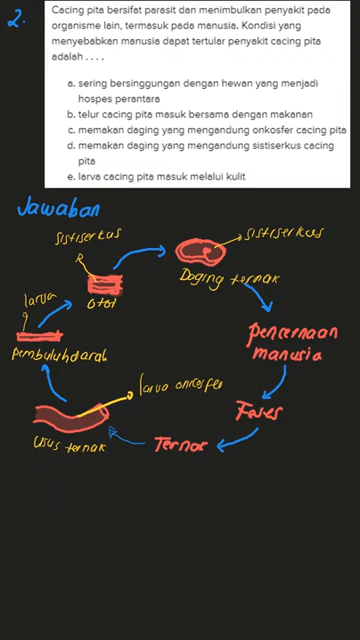 2.
Cacing pita bersifat parasit dan menimbulkan penyakit pada
organisme lain, termasuk pada manusia. Kondisi yang
menyebabkan manusia dapat tertular penyakit cacing pita
adalah . . . .
a. sering bersinggungan dengan hewan yang menjadi
hospes perantara
b. telur cacing pita masuk bersama dengan makanan
c. memakan daging yang mengandung onkosfer cacing pita
d. memakan daging yang mengandung sistiserkus cacing
pita
e. larva cacing pita masuk melalui kulit
Jawaban
sistiserkus
sistiserkus
Daging ternak
larva
otot
pembuluh darah
pencernaan
manusia
larva onkosfer
Fases
Usus ternak
Ternak